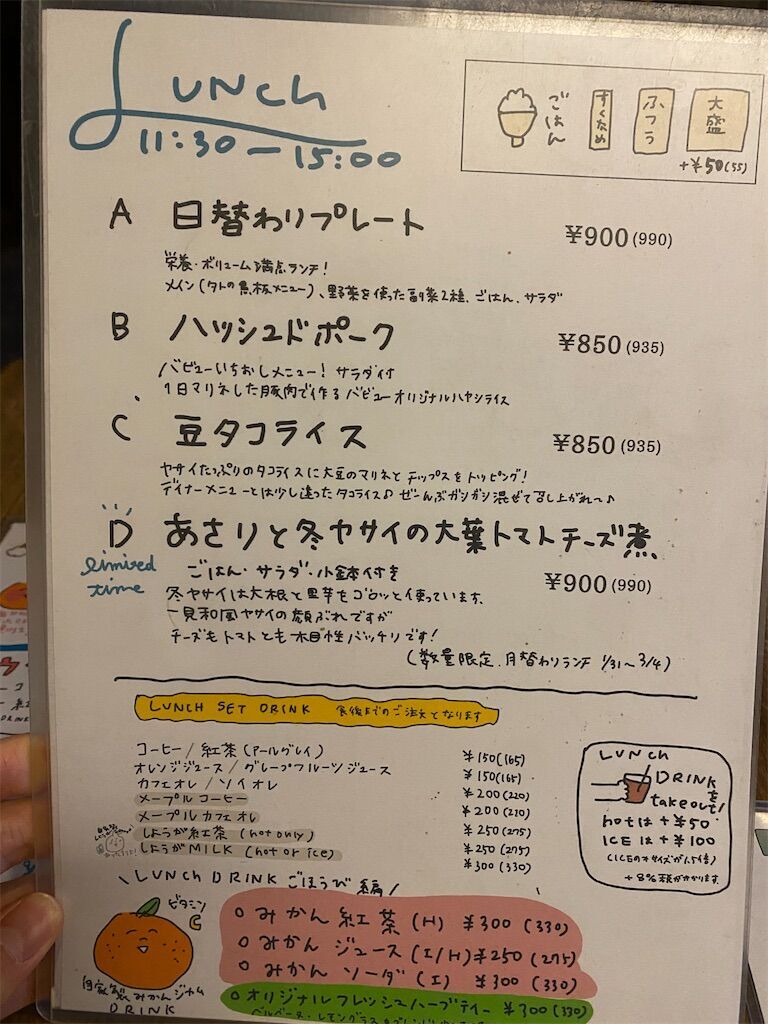 LUNCH
11:30-15:00
ごはん すくなめ ふつう 大盛
+¥50(55)
A 日替わりプレート ¥900(990)
栄養・ボリューム満点ランチ!
メイン(外の黒板メニュー)、野菜を使った副菜2種、ごはん、サラダ
B ハッシュドポーク ¥850(935)
バビューいちおしメニュー! サラダ付
1日マリネした豚肉で作るバビューオリジナルハヤシライス
C 豆タコライス ¥850(935)
ヤサイたっぷりのタコライスに大豆のマリネとチップスをトッピング!
ディナーメニューとは少し違ったタコライス♪ ぜーんぶガシガシ混ぜて召し上がれ〜♪
D あさりと冬ヤサイの大葉トマトチーズ煮
limited time
ごはん・サラダ・小鉢付き ¥900(990)
冬ヤサイは大根と里芋をゴロッと使っています。
一見和風ヤサイの顔ぶれですが
チーズもトマトとも相性バッチリです!
(数量限定、月替わりランチ 1/31〜3/4)
LUNCH SET DRINK 食後までのご注文となります
コーヒー/紅茶(アールグレイ) ¥150(165)
オレンジジュース/グレープフルーツジュース ¥150(165)
カフェオレ/ソイオレ ¥200(220)
メープルコーヒー ¥200(220)
メープルカフェオレ ¥250(275)
しょうが紅茶(hot only) ¥250(275)
しょうがMILK(hot or ice) ¥300(330)
LUNCH DRINKを takeout!
hotは+¥50
ICEは+¥100
(ICEのサイズが1.5倍)
+8%税がかかります
\LUNCH DRINK ごほうび編/
ビタミンC
自家製みかんジャムDRINK
○みかん紅茶(H) ¥300(330)
○みかんジュース(I/H) ¥250(275)
○みかんソーダ(I) ¥300(330)
○オリジナルフレッシュハーブティー ¥300(330)